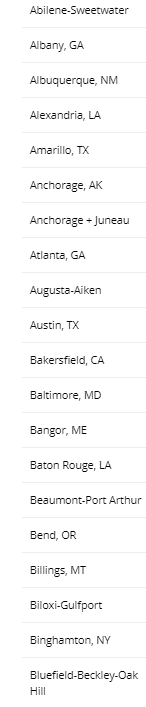 Abilene-Sweetwater
Albany, GA
Albuquerque, NM
Alexandria, LA
Amarillo, TX
Anchorage, AK
Anchorage + Juneau
Atlanta, GA
Augusta-Aiken
Austin, TX
Bakersfield, CA
Baltimore, MD
Bangor, ME
Baton Rouge, LA
Beaumont-Port Arthur
Bend, OR
Billings, MT
Biloxi-Gulfport
Binghamton, NY
Bluefield-Beckley-Oak
Hill